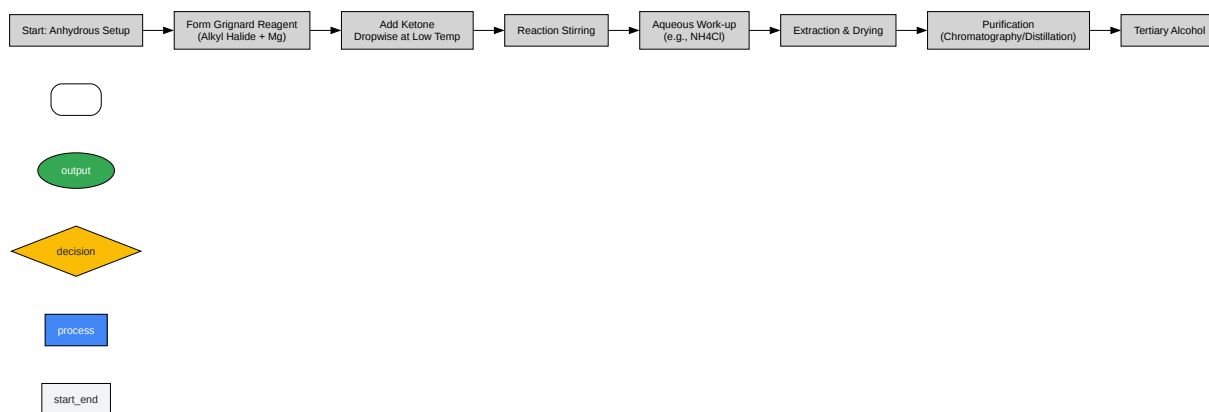 Start: Anhydrous Setup
Form Grignard Reagent
(Alkyl Halide + Mg)
Add Ketone
Dropwise at Low Temp
Reaction Stirring
Aqueous Work-up
(e.g., NH4Cl)
Extraction & Drying
Purification
(Chromatography/Distillation)
Tertiary Alcohol
output
decision
process
start_end